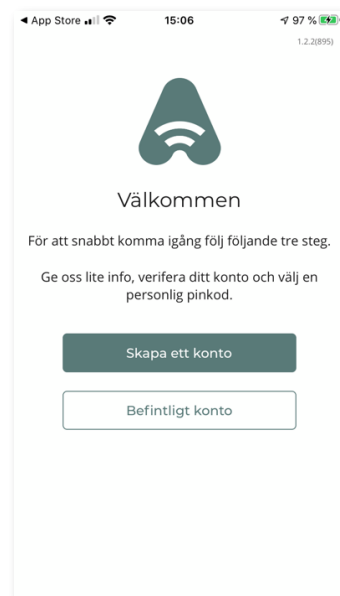 App Store 15:06 97 %
1.2.2(895)
Välkommen
För att snabbt komma igång följ följande tre steg.
Ge oss lite info, verifera ditt konto och välj en
personlig pinkod.
Skapa ett konto
Befintligt konto